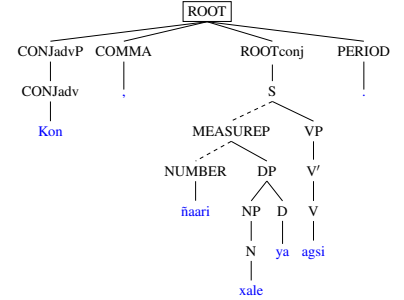 ROOT
CONJadvP COMMA ROOTconj PERIOD
CONJadv , S .
Kon MEASUREP VP
NUMBER DP V′
ñaari NP D V
N ya agsi
xale